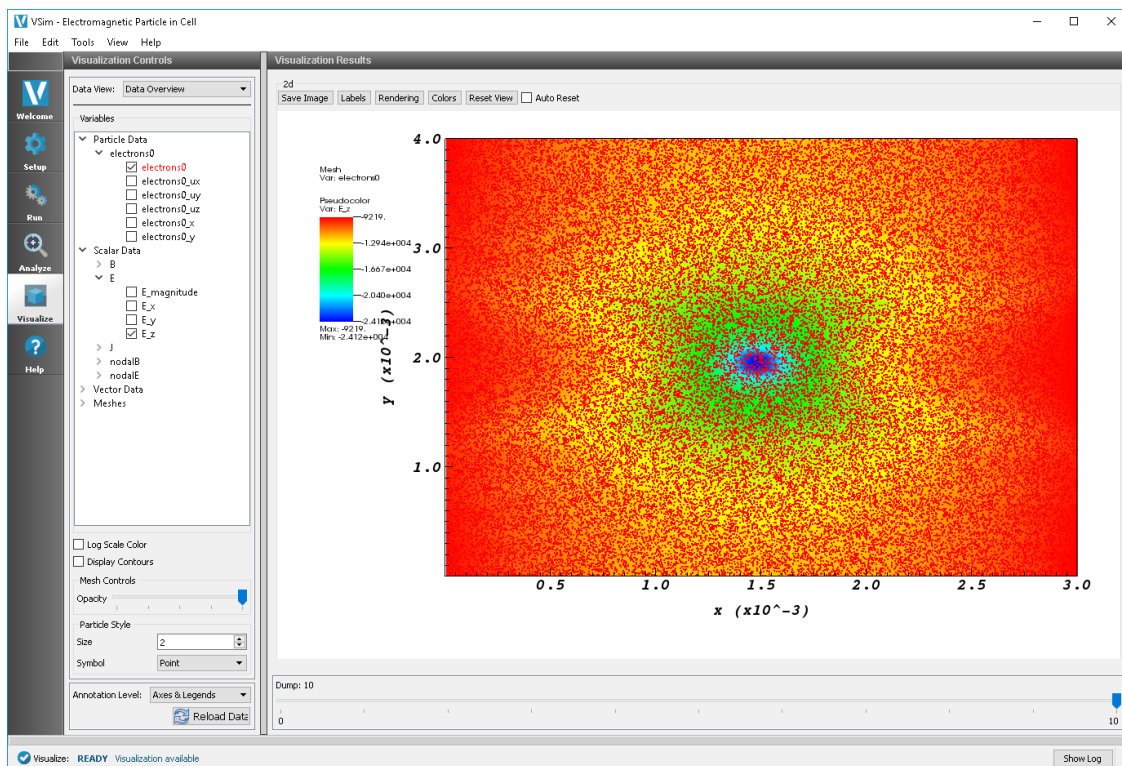 VSim - Electromagnetic Particle in Cell
File Edit Tools View Help
Welcome
Setup
Run
Analyze
Visualize
Help
Visualization Controls
Data View: Data Overview
Variables
Particle Data
electrons0
electrons0
electrons0_ux
electrons0_uy
electrons0_uz
electrons0_x
electrons0_y
Scalar Data
B
E
E_magnitude
E_x
E_y
E_z
J
nodalB
nodalE
Vector Data
Meshes
Log Scale Color
Display Contours
Mesh Controls
Opacity
Particle Style
Size 2
Symbol Point
Annotation Level: Axes & Legends
Reload Data
Visualization Results
2d
Save Image Labels Rendering Colors Reset View Auto Reset
Mesh
Var: electrons0
Pseudocolor
Var: E_z
-9219.
-1.294e+004
-1.667e+004
-2.040e+004
-2.412e+004
Max: -9219.
Min: -2.412e+004
4.0
3.0
2.0
1.0
y (x10^-3)
0.5 1.0 1.5 2.0 2.5 3.0
x (x10^-3)
Dump: 10
0 10
Visualize: READY Visualization available
Show Log